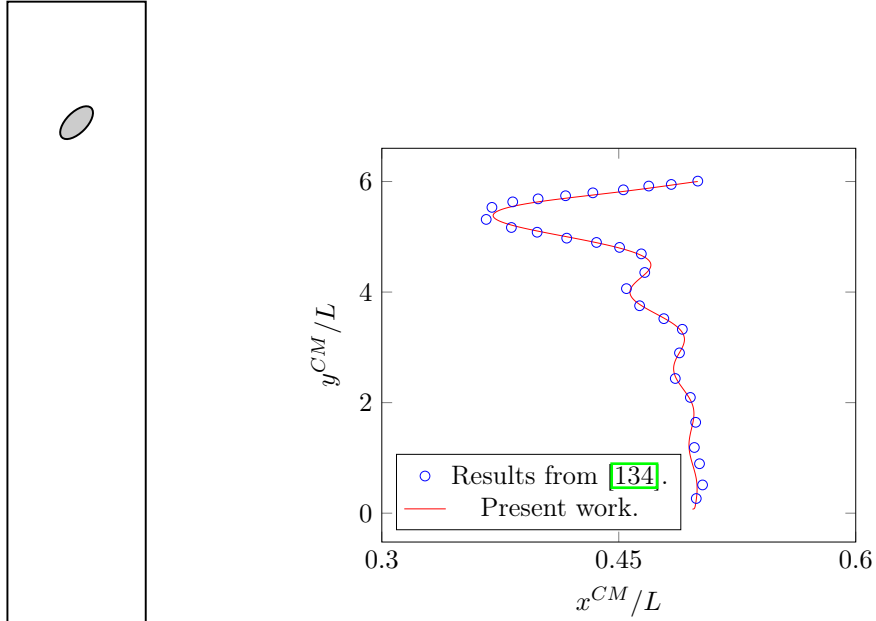 6
4
2
0
0.3
0.45
0.6
y^{CM}/L
x^{CM}/L
Results from [134].
Present work.